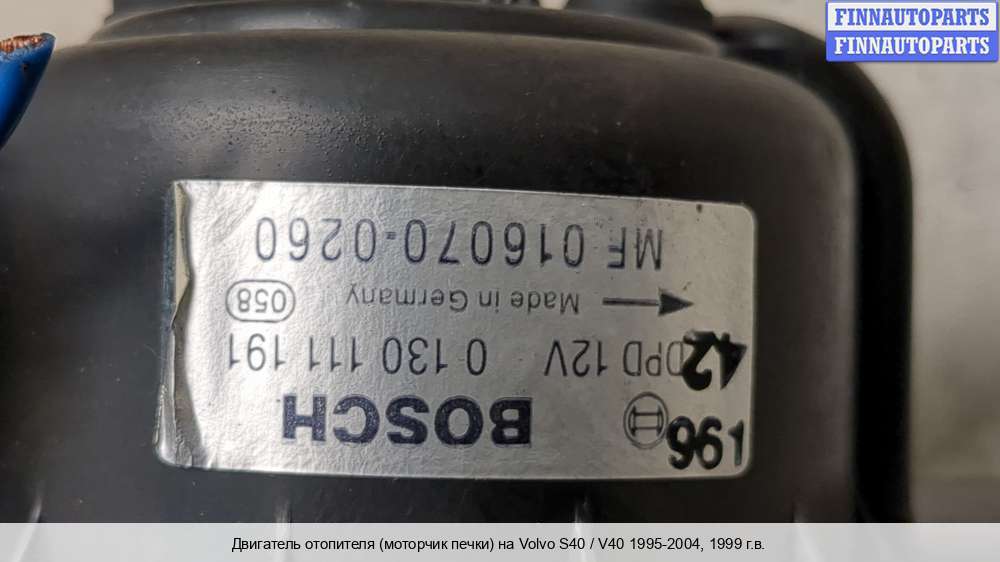 FINNAUTOPARTS
FINNAUTOPARTS
196 BOSCH
42 DPD 12V 0 130 111 191
Made in Germany 058
MF 016070-0260
Двигатель отопителя (моторчик печки) на Volvo S40 / V40 1995-2004, 1999 г.в.